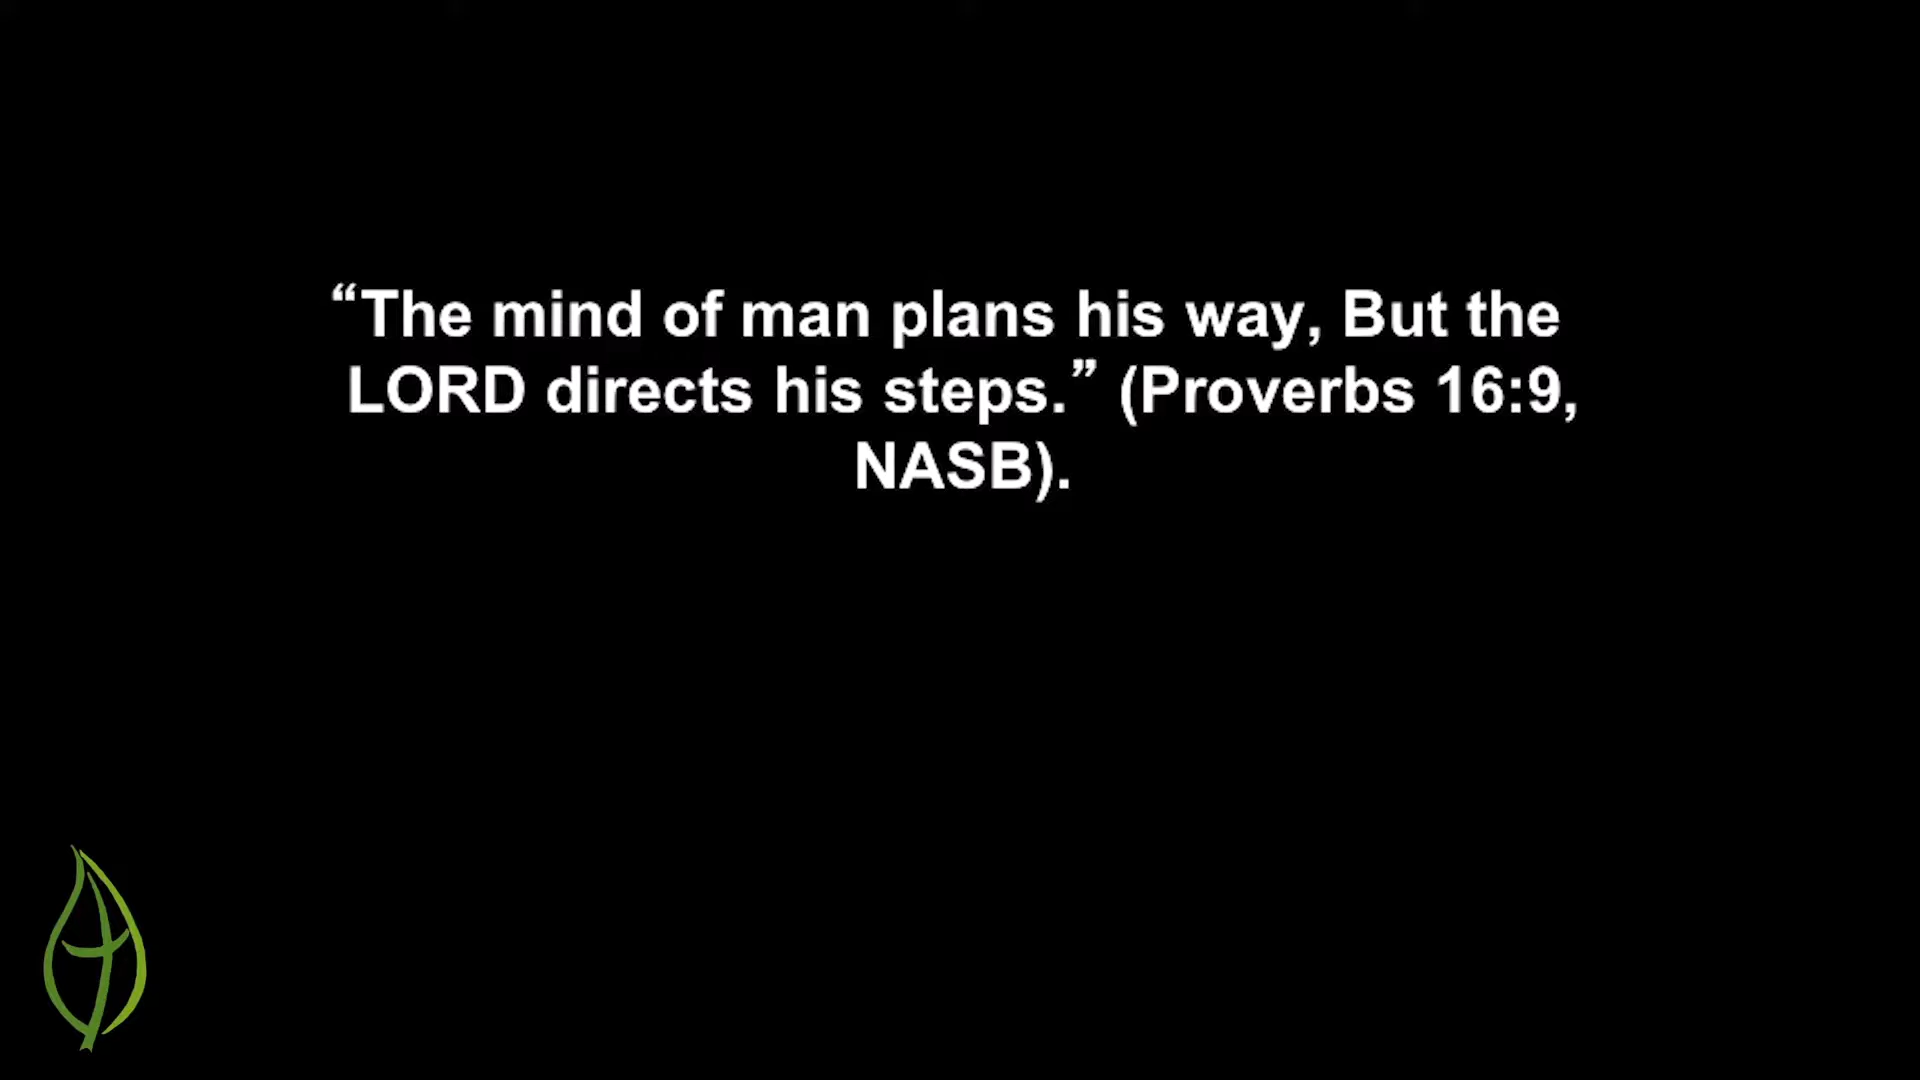 “The mind of man plans his way, But the
LORD directs his steps.” (Proverbs 16:9,
NASB).